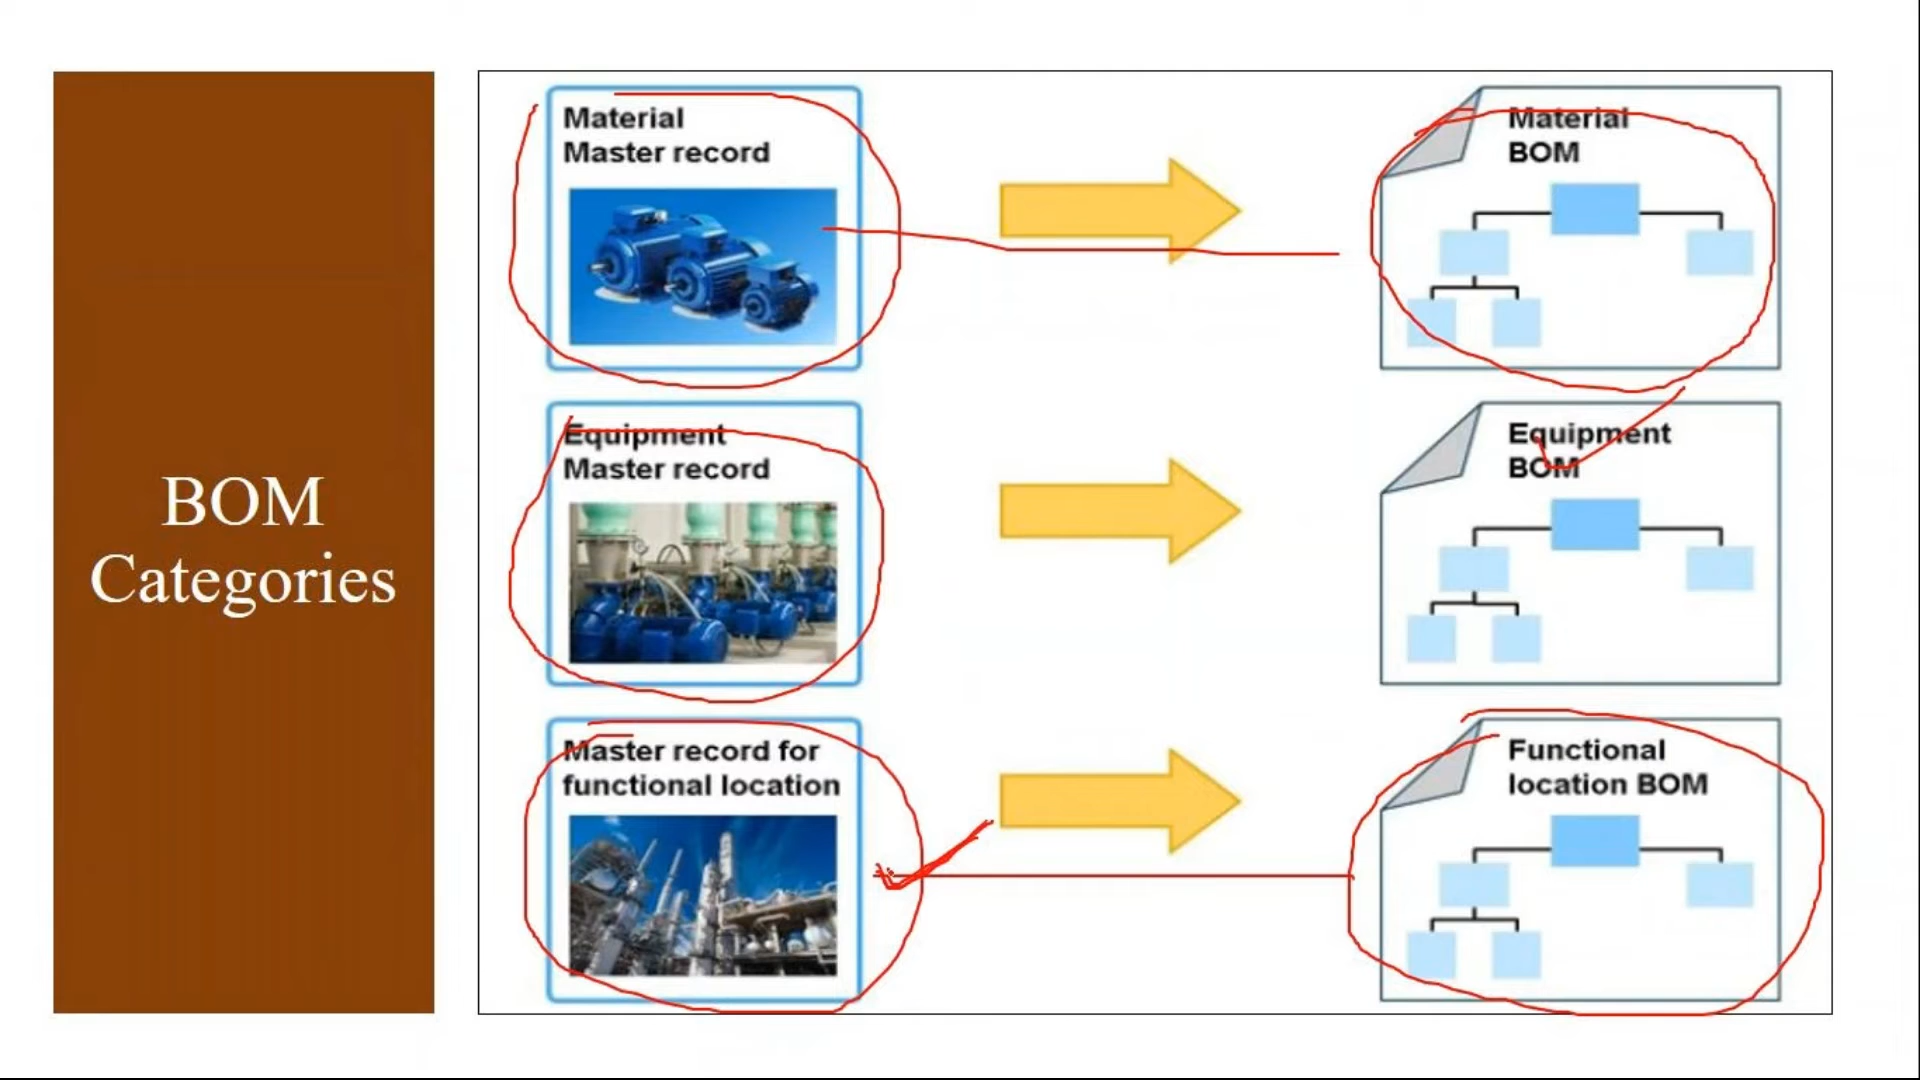 BOM
Categories
Material
Master record
Material
BOM
Equipment
Master record
Equipment
BOM
Master record for
functional location
Functional
location BOM